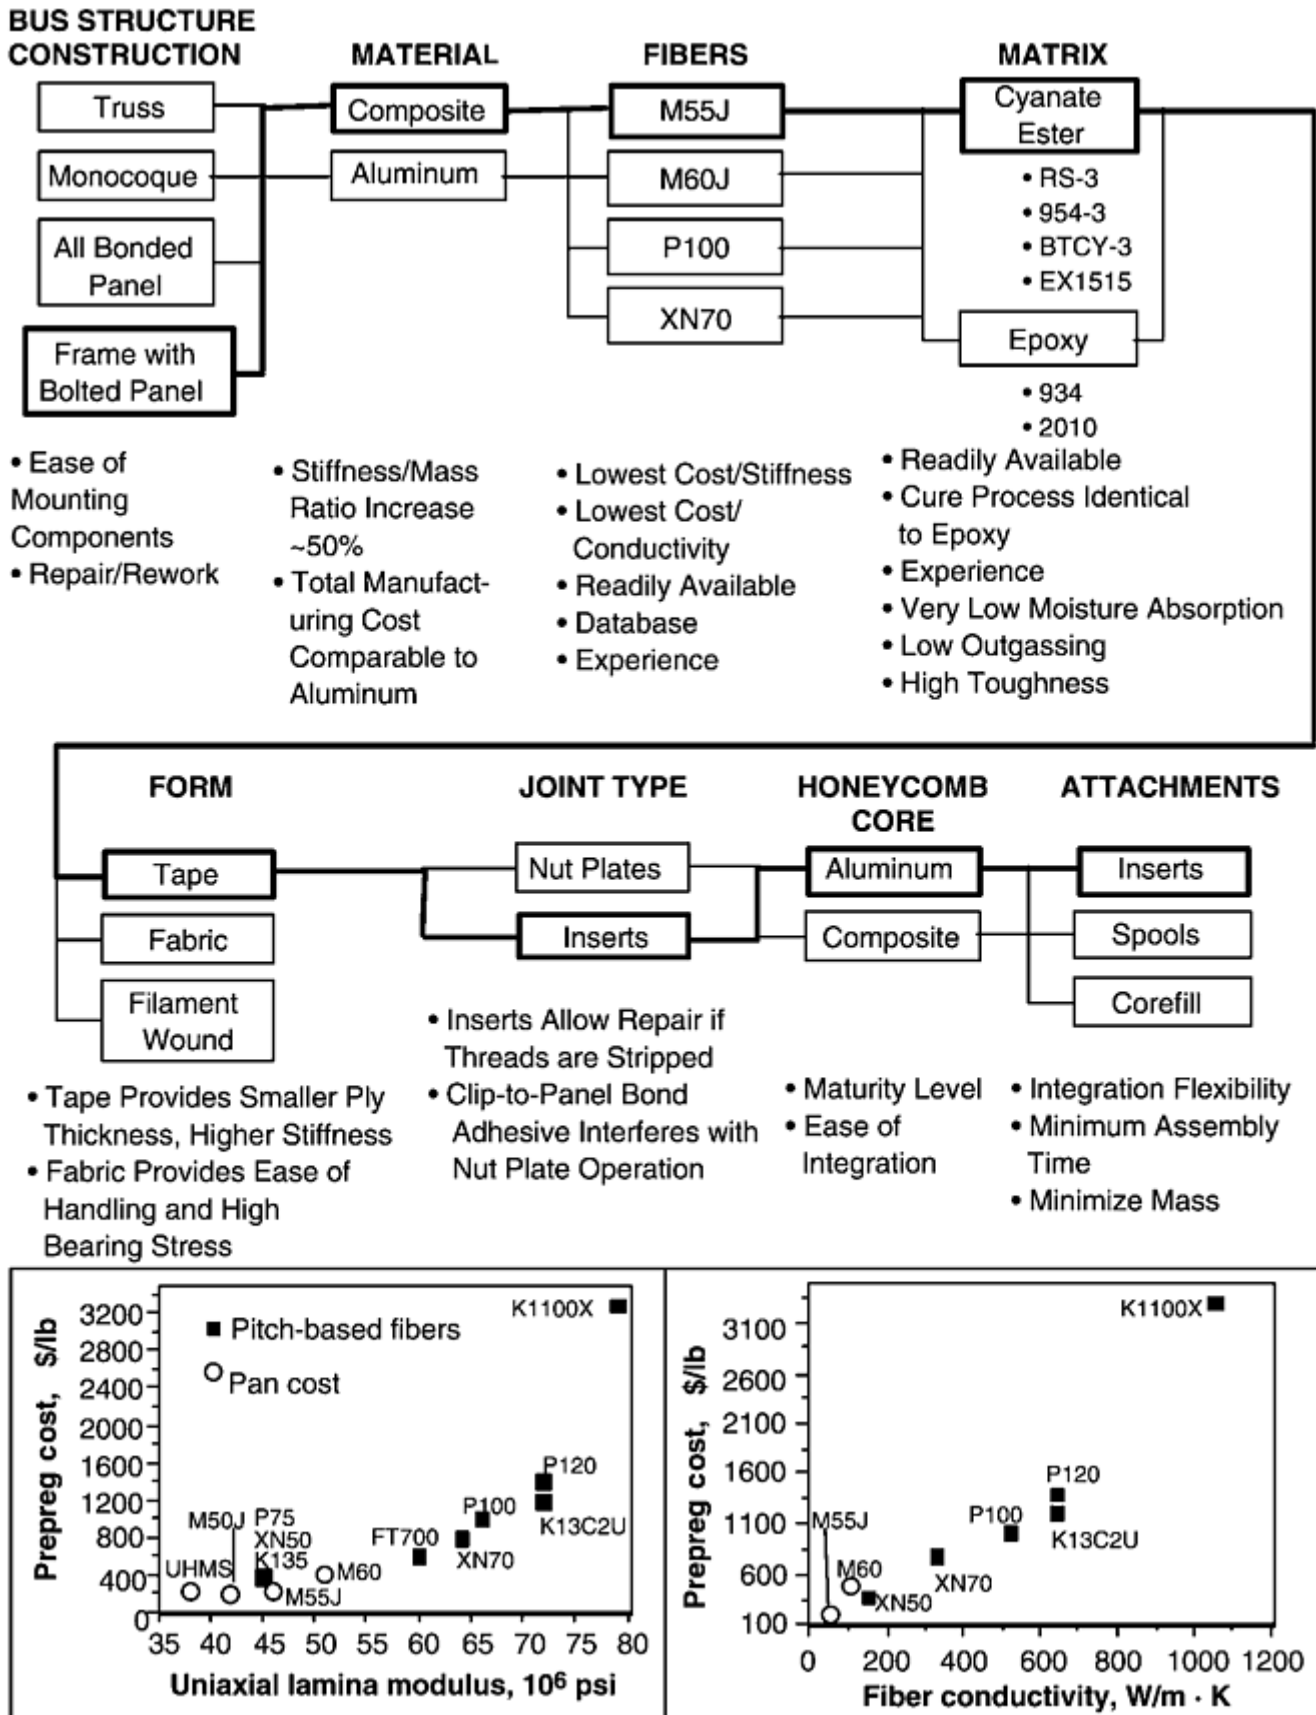 BUS STRUCTURE
CONSTRUCTION
MATERIAL
FIBERS
MATRIX
Truss
Monocoque
All Bonded
Panel
Frame with
Bolted Panel
Composite
Aluminum
M55J
M60J
P100
XN70
Cyanate
Ester
• RS-3
• 954-3
• BTCY-3
• EX1515
Epoxy
• 934
• 2010
• Ease of
Mounting
Components
• Repair/Rework
• Stiffness/Mass
Ratio Increase
~50%
• Total Manufact-
uring Cost
Comparable to
Aluminum
• Lowest Cost/Stiffness
• Lowest Cost/
Conductivity
• Readily Available
• Database
• Experience
• Readily Available
• Cure Process Identical
to Epoxy
• Experience
• Very Low Moisture Absorption
• Low Outgassing
• High Toughness
FORM
JOINT TYPE
HONEYCOMB
CORE
ATTACHMENTS
Tape
Fabric
Filament
Wound
Nut Plates
Inserts
Aluminum
Composite
Inserts
Spools
Corefill
• Tape Provides Smaller Ply
Thickness, Higher Stiffness
• Fabric Provides Ease of
Handling and High
Bearing Stress
• Inserts Allow Repair if
Threads are Stripped
• Clip-to-Panel Bond
Adhesive Interferes with
Nut Plate Operation
• Maturity Level
• Ease of
Integration
• Integration Flexibility
• Minimum Assembly
Time
• Minimize Mass
Prepreg cost, $/lb
3200
2800
2400
2000
1600
1200
800
400
0
Pitch-based fibers
Pan cost
K1100X
P120
K13C2U
P100
XN70
FT700
M60
M55J
P75
XN50
K135
M50J
UHMS
35 40 45 50 55 60 65 70 75 80
Uniaxial lamina modulus, 10⁶ psi
Prepreg cost, $/lb
3100
2600
2100
1600
1100
600
100
K1100X
P120
K13C2U
P100
XN70
XN50
M60
M55J
0 200 400 600 800 1000 1200
Fiber conductivity, W/m · K